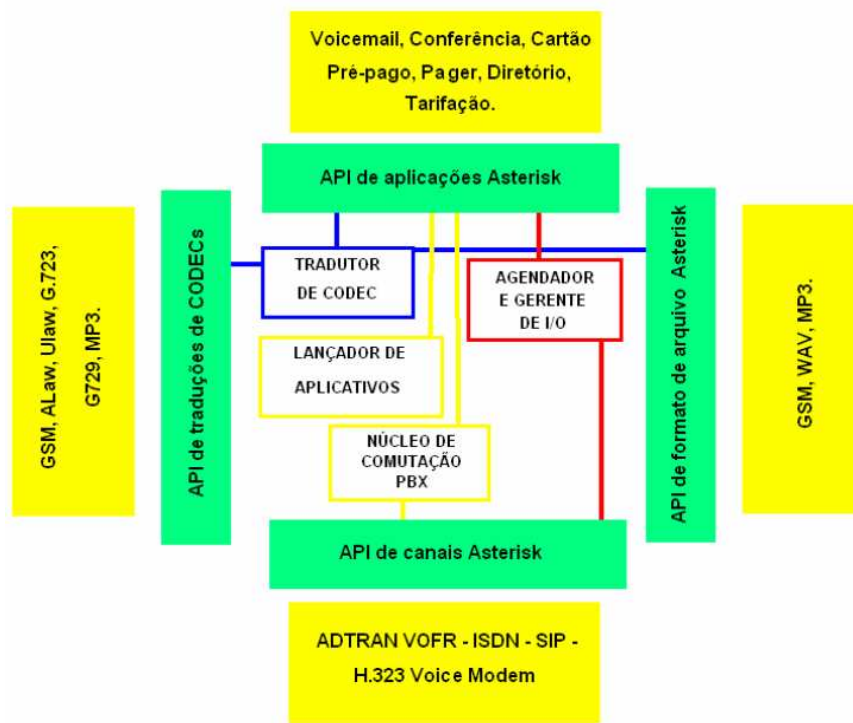 Voicemail, Conferência, Cartão
Pré-pago, Pager, Diretório,
Tarifação.
API de aplicações Asterisk
GSM, ALaw, Ulaw, G.723,
G729, MP3.
API de traduções de CODECs
TRADUTOR
DE CODEC
AGENDADOR
E GERENTE
DE I/O
LANÇADOR DE
APLICATIVOS
NÚCLEO DE
COMUTAÇÃO
PBX
API de formato de arquivo Asterisk
GSM, WAV, MP3.
API de canais Asterisk
ADTRAN VOFR - ISDN - SIP -
H.323 Voice Modem